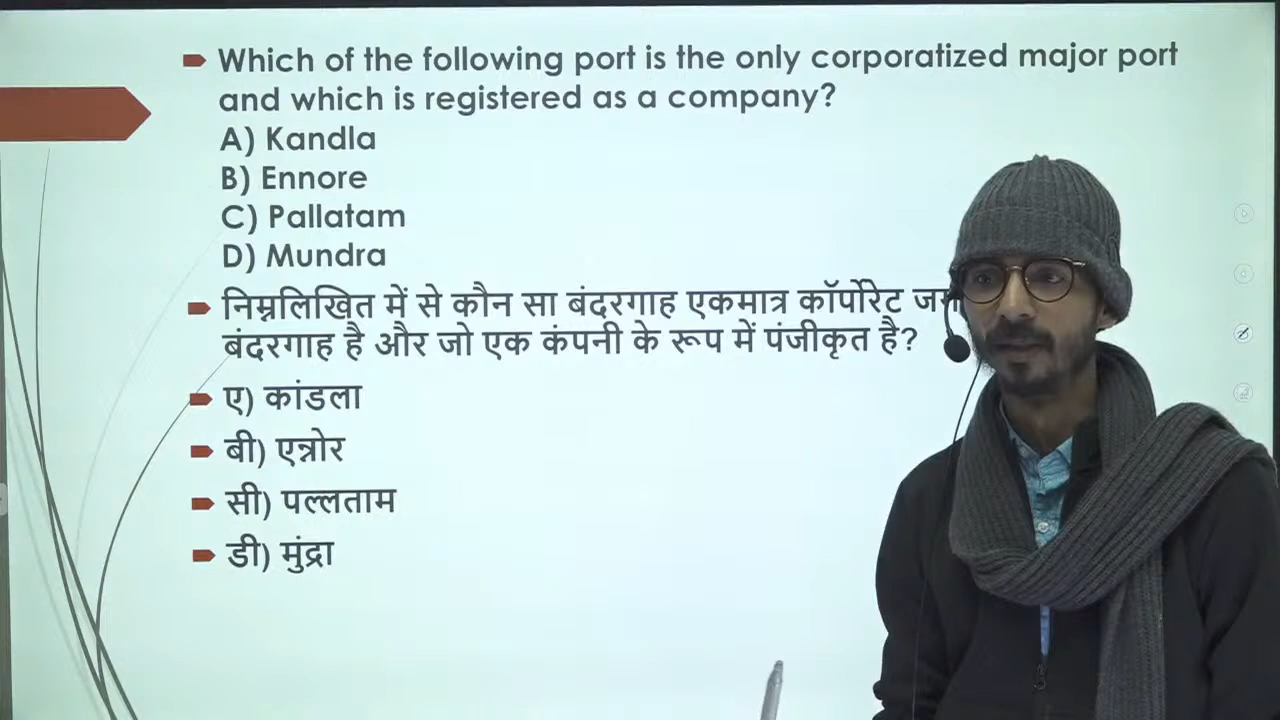 Which of the following port is the only corporatized major port
and which is registered as a company?
A) Kandla
B) Ennore
C) Pallatam
D) Mundra
निम्नलिखित में से कौन सा बंदरगाह एकमात्र कॉर्पोरेट
बंदरगाह है और जो एक कंपनी के रूप में पंजीकृत है?
ए) कांडला
बी) एन्नोर
सी) पल्लताम
डी) मुंद्रा